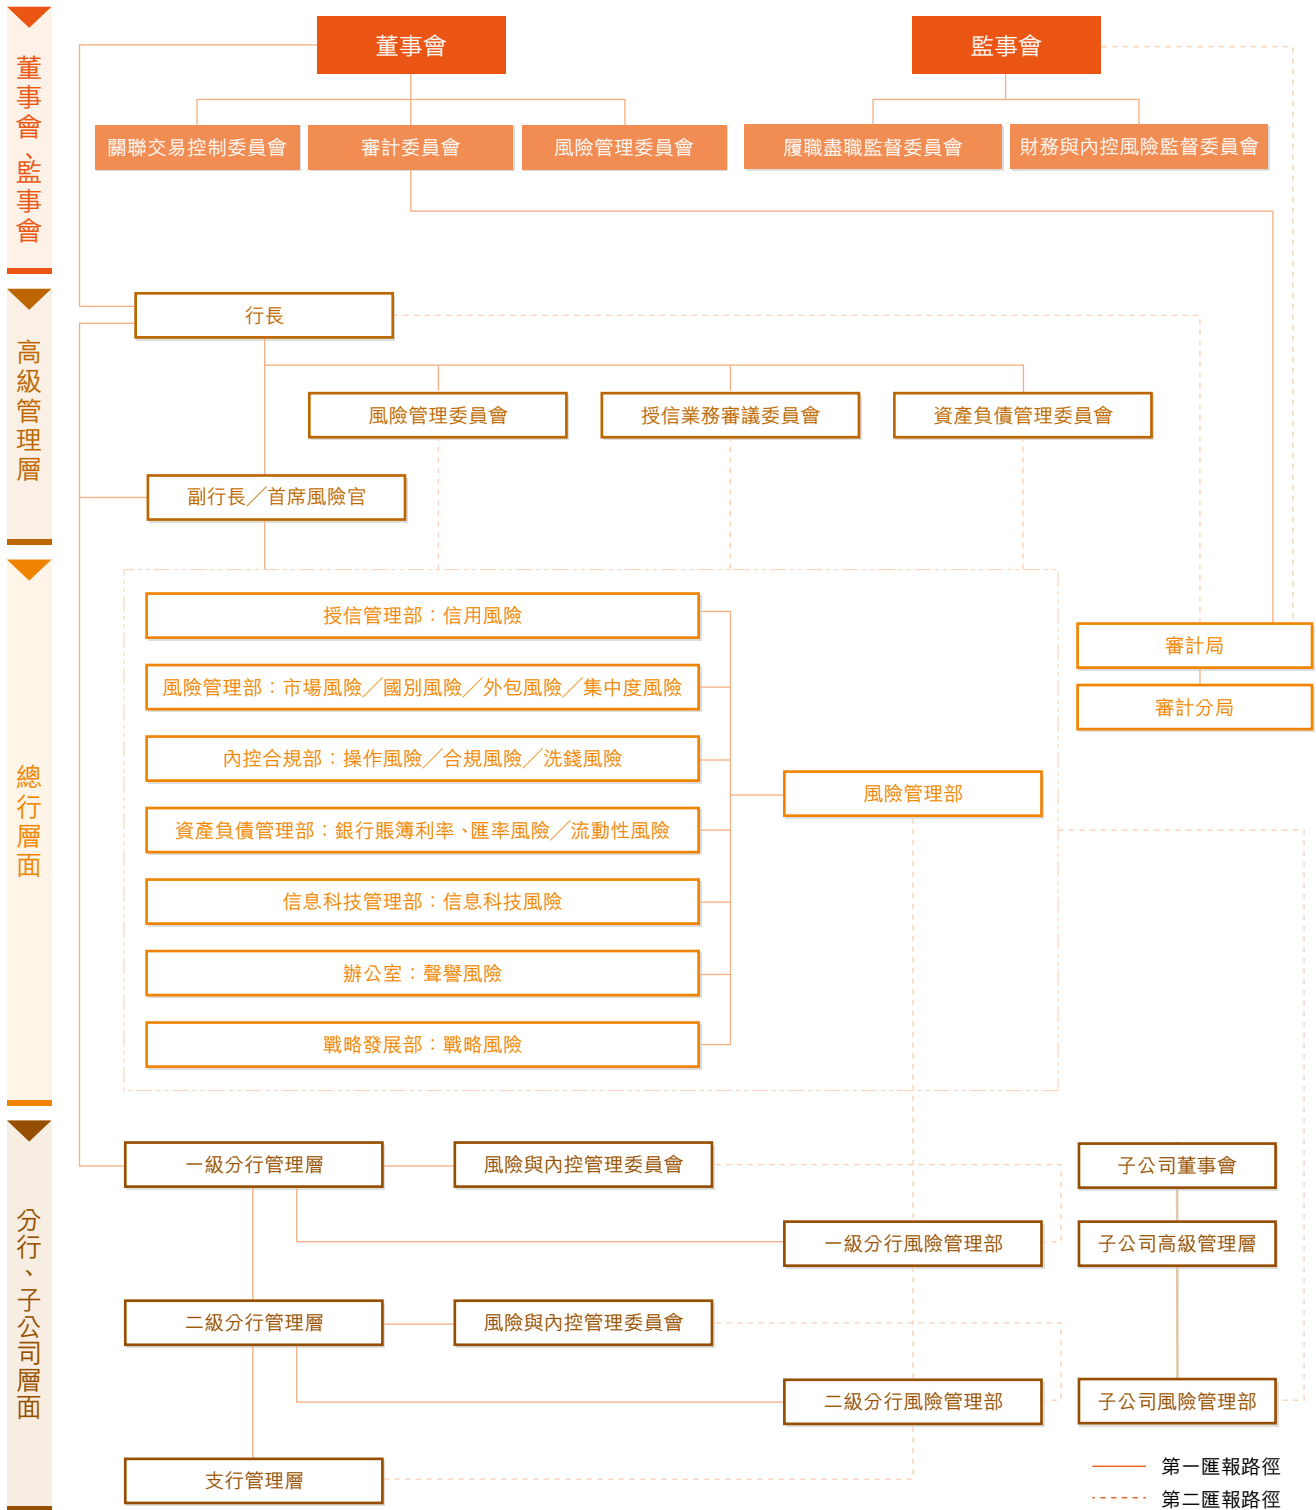 董事會、監事會
董事會
監事會
關聯交易控制委員會
審計委員會
風險管理委員會
履職盡職監督委員會
財務與內控風險監督委員會
高級管理層
行長
風險管理委員會
授信業務審議委員會
資產負債管理委員會
副行長／首席風險官
總行層面
授信管理部：信用風險
風險管理部：市場風險／國別風險／外包風險／集中度風險
內控合規部：操作風險／合規風險／洗錢風險
資產負債管理部：銀行賬簿利率、匯率風險／流動性風險
信息科技管理部：信息科技風險
辦公室：聲譽風險
戰略發展部：戰略風險
風險管理部
審計局
審計分局
分行、子公司層面
一級分行管理層
風險與內控管理委員會
子公司董事會
一級分行風險管理部
子公司高級管理層
二級分行管理層
風險與內控管理委員會
二級分行風險管理部
子公司風險管理部
支行管理層
第一匯報路徑
第二匯報路徑